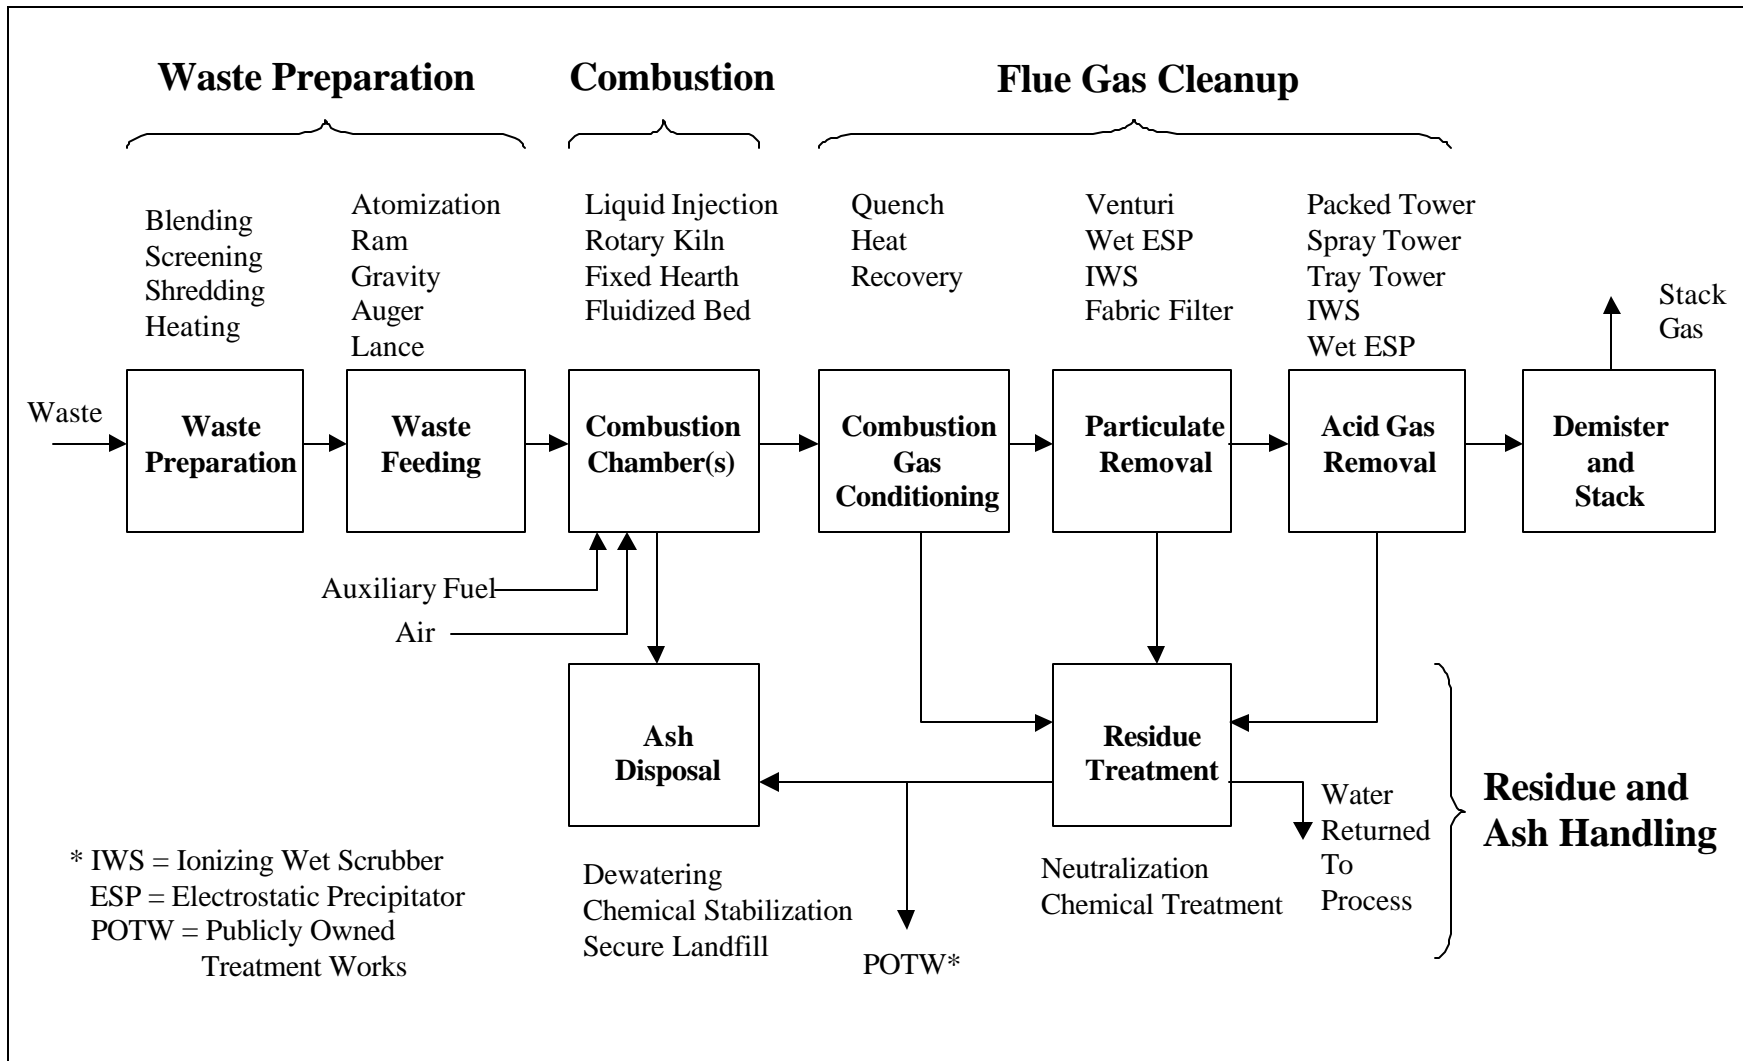 Waste Preparation
Combustion
Flue Gas Cleanup
Blending
Screening
Shredding
Heating
Atomization
Ram
Gravity
Auger
Lance
Liquid Injection
Rotary Kiln
Fixed Hearth
Fluidized Bed
Quench
Heat
Recovery
Venturi
Wet ESP
IWS
Fabric Filter
Packed Tower
Spray Tower
Tray Tower
IWS
Wet ESP
Stack
Gas
Waste
Waste
Preparation
Waste
Feeding
Combustion
Chamber(s)
Combustion
Gas
Conditioning
Particulate
Removal
Acid Gas
Removal
Demister
and
Stack
Auxiliary Fuel
Air
Ash
Disposal
Residue
Treatment
Water
Returned
To
Process
Residue and
Ash Handling
Dewatering
Chemical Stabilization
Secure Landfill
POTW*
Neutralization
Chemical Treatment
* IWS = Ionizing Wet Scrubber
ESP = Electrostatic Precipitator
POTW = Publicly Owned
Treatment Works